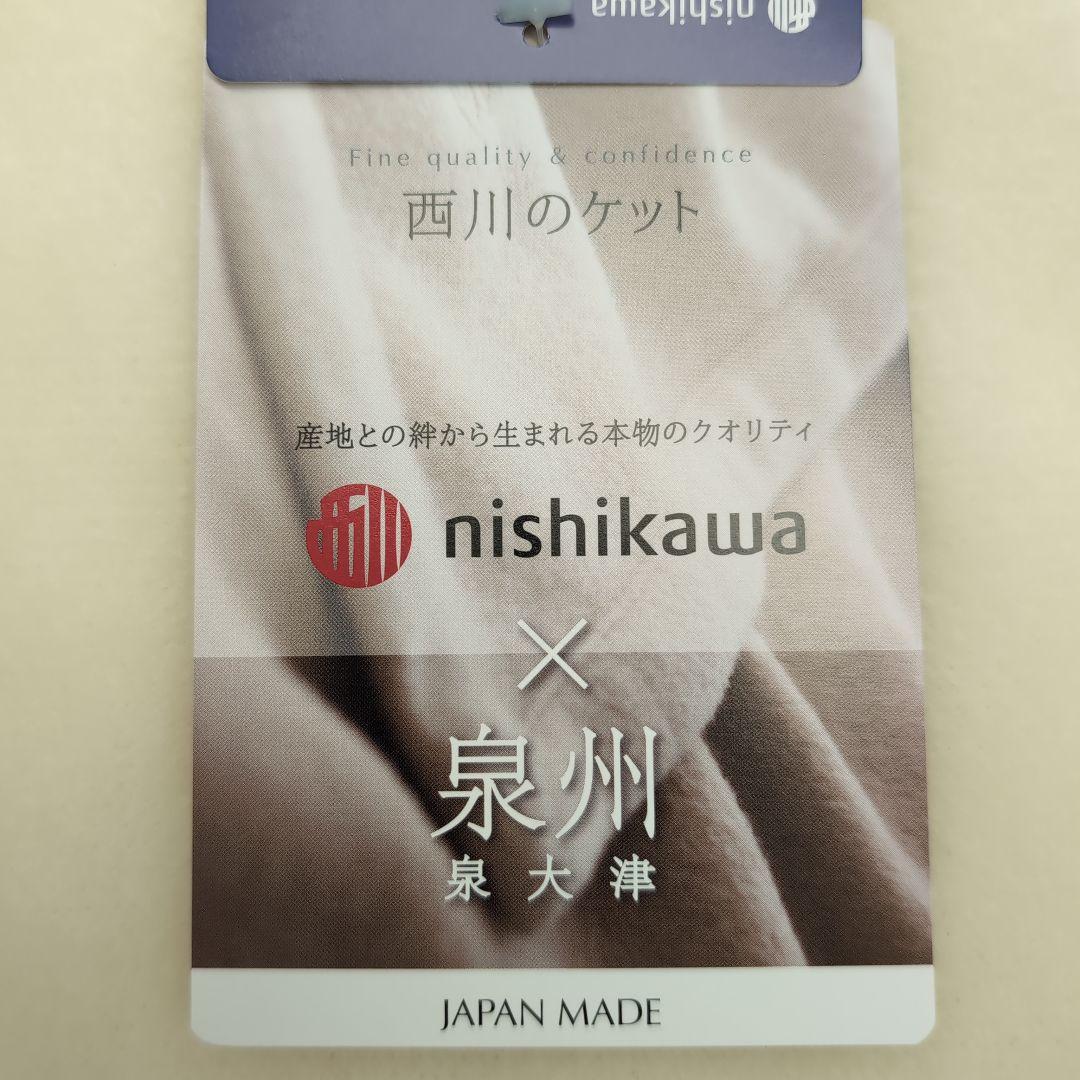 nishikawa
Fine quality & confidence
西川のケット
産地との絆から生まれる本物のクオリティ
nishikawa
×
泉州
泉大津
JAPAN MADE